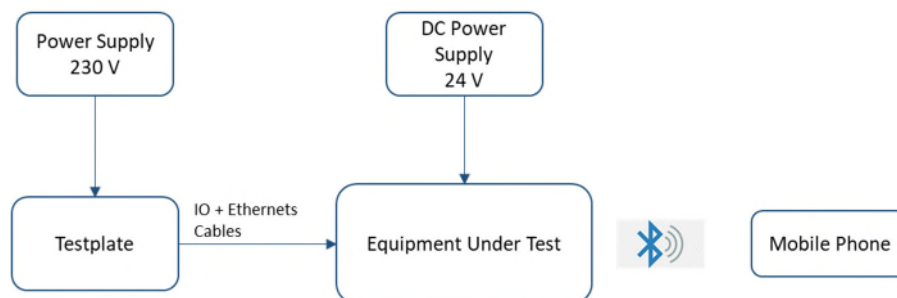 Power Supply
230 V
DC Power
Supply
24 V
IO + Ethernets
Cables
Testplate
Equipment Under Test
Mobile Phone